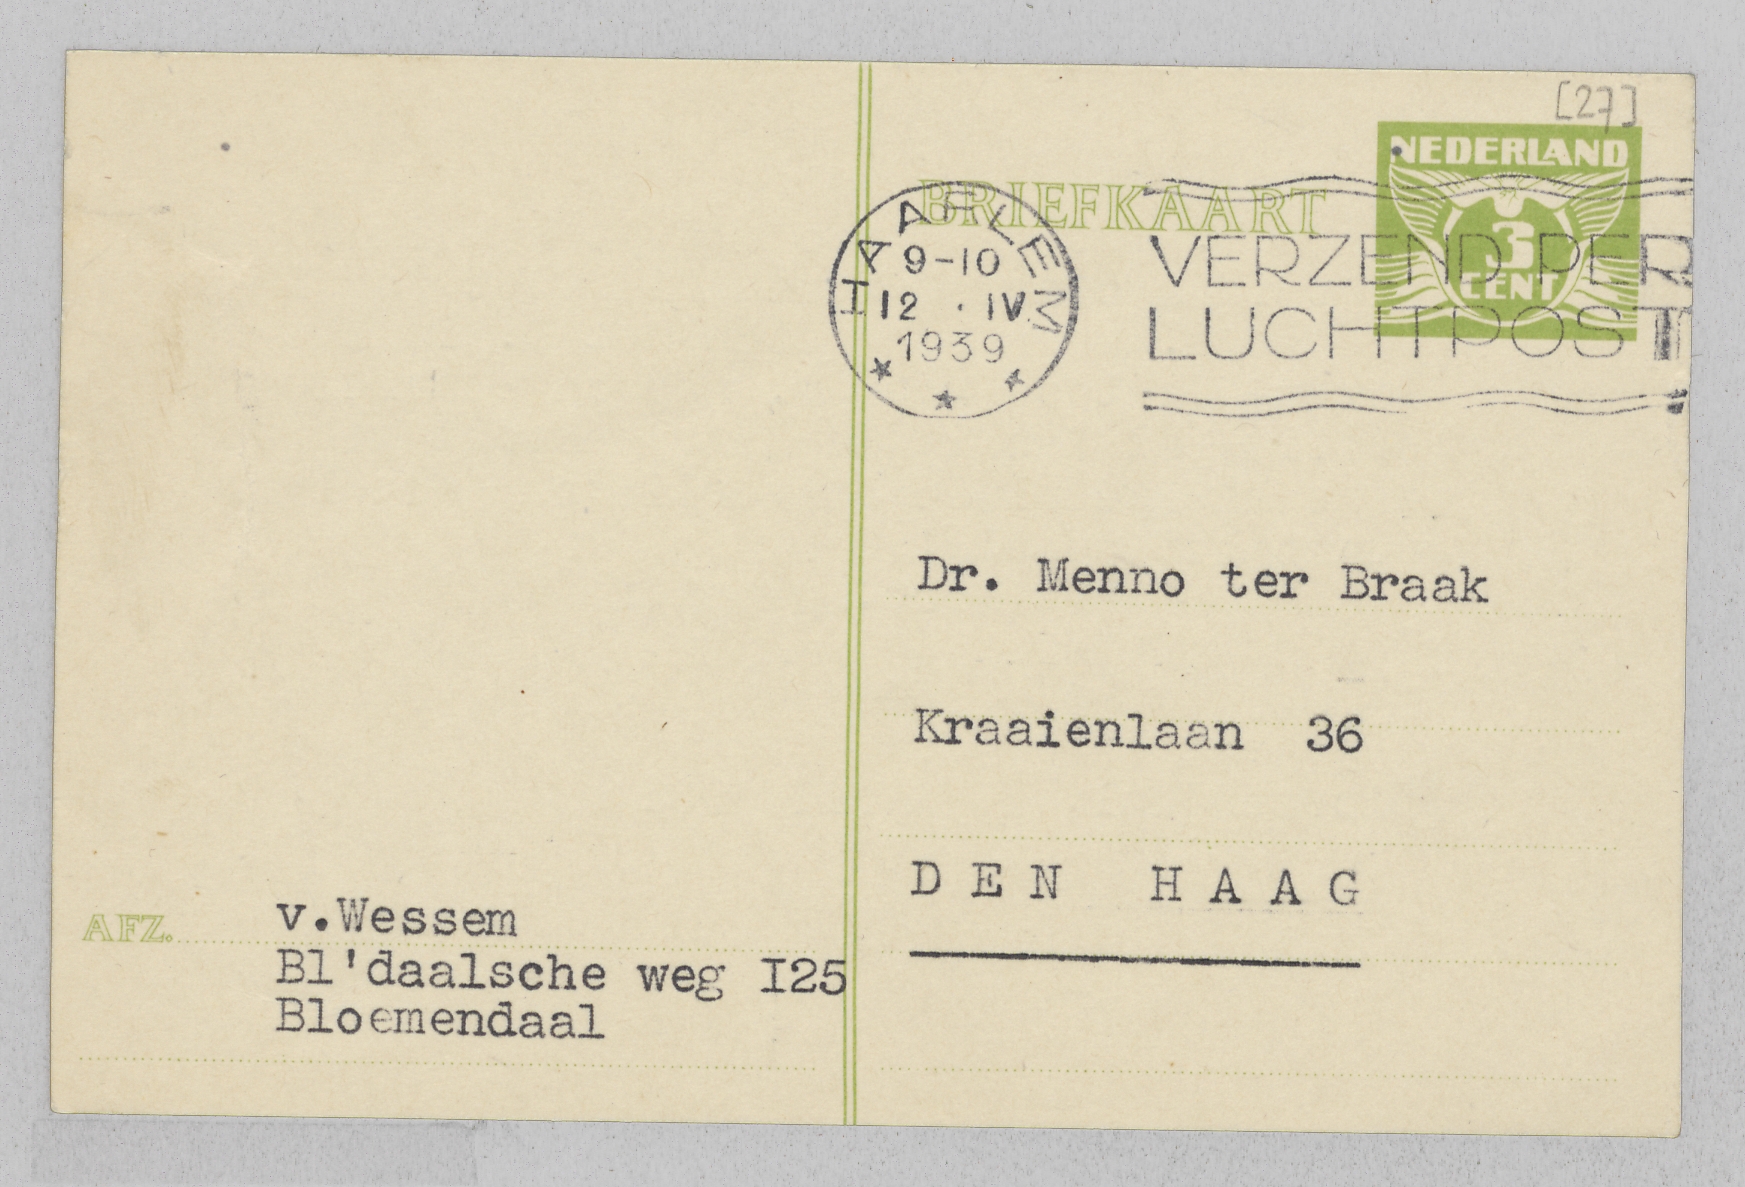 [27]
NEDERLAND
3
CENT
BRIEFKAART
HAARLEM
9-10
12 · IV
1939
VERZEND PER
LUCHTPOST
Dr. Menno ter Braak
Kraaienlaan 36
DEN HAAG
AFZ. v.Wessem
Bl'daalsche weg I25
Bloemendaal